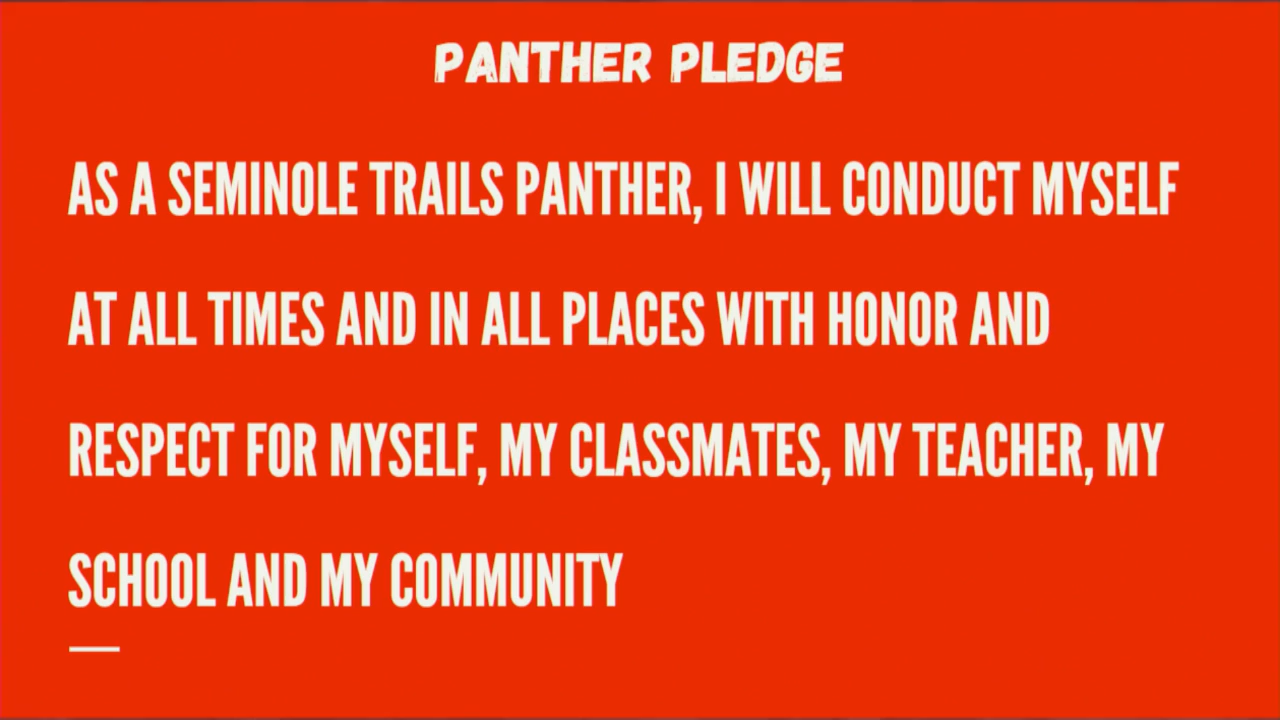 PANTHER PLEDGE
AS A SEMINOLE TRAILS PANTHER, I WILL CONDUCT MYSELF
AT ALL TIMES AND IN ALL PLACES WITH HONOR AND
RESPECT FOR MYSELF, MY CLASSMATES, MY TEACHER, MY
SCHOOL AND MY COMMUNITY